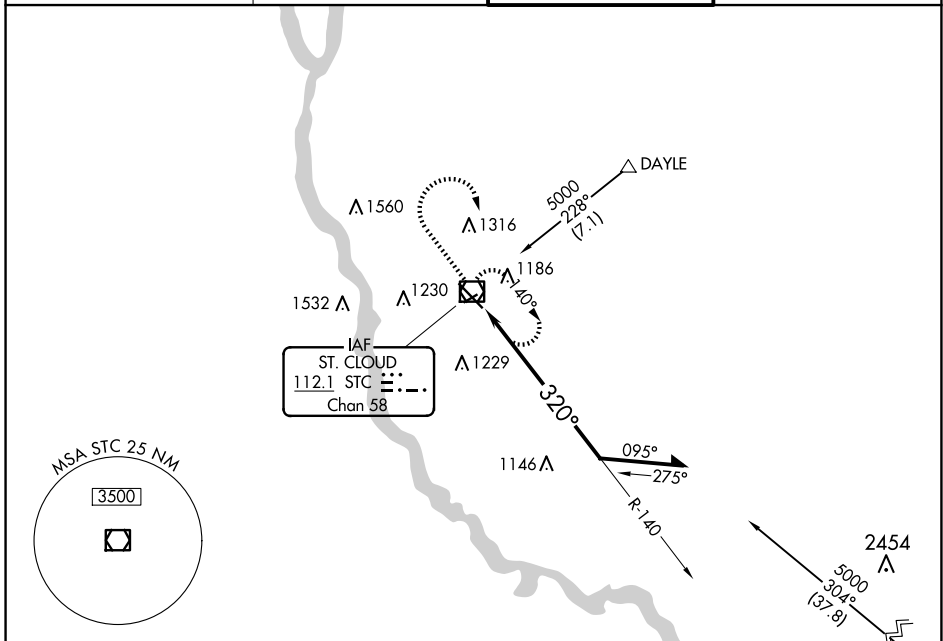 DAYLE
5000
228°
(7.1)
1560
1316
1186
140°
1230
1532
IAF
ST. CLOUD
112.1 STC
Chan 58
1229
320°
095°
275°
1146
R-140
MSA STC 25 NM
3500
2454
5000
304°
(37.8)